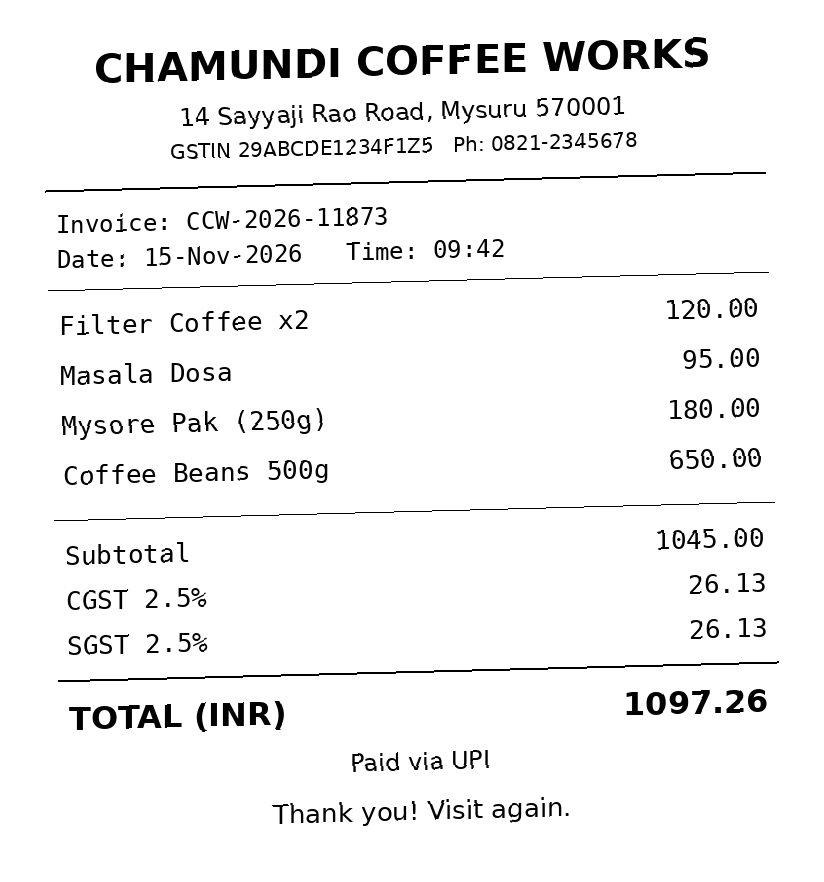 CHAMUNDI COFFEE WORKS
14 Sayyaji Rao Road, Mysuru 570001
GSTIN 29ABCDE1234F1Z5 Ph: 0821-2345678
Invoice: CCW-2026-11873
Date: 15-Nov-2026 Time: 09:42
Filter Coffee x2 120.00
Masala Dosa 95.00
Mysore Pak (250g) 180.00
Coffee Beans 500g 650.00
Subtotal 1045.00
CGST 2.5% 26.13
SGST 2.5% 26.13
TOTAL (INR) 1097.26
Paid via UPI
Thank you! Visit again.